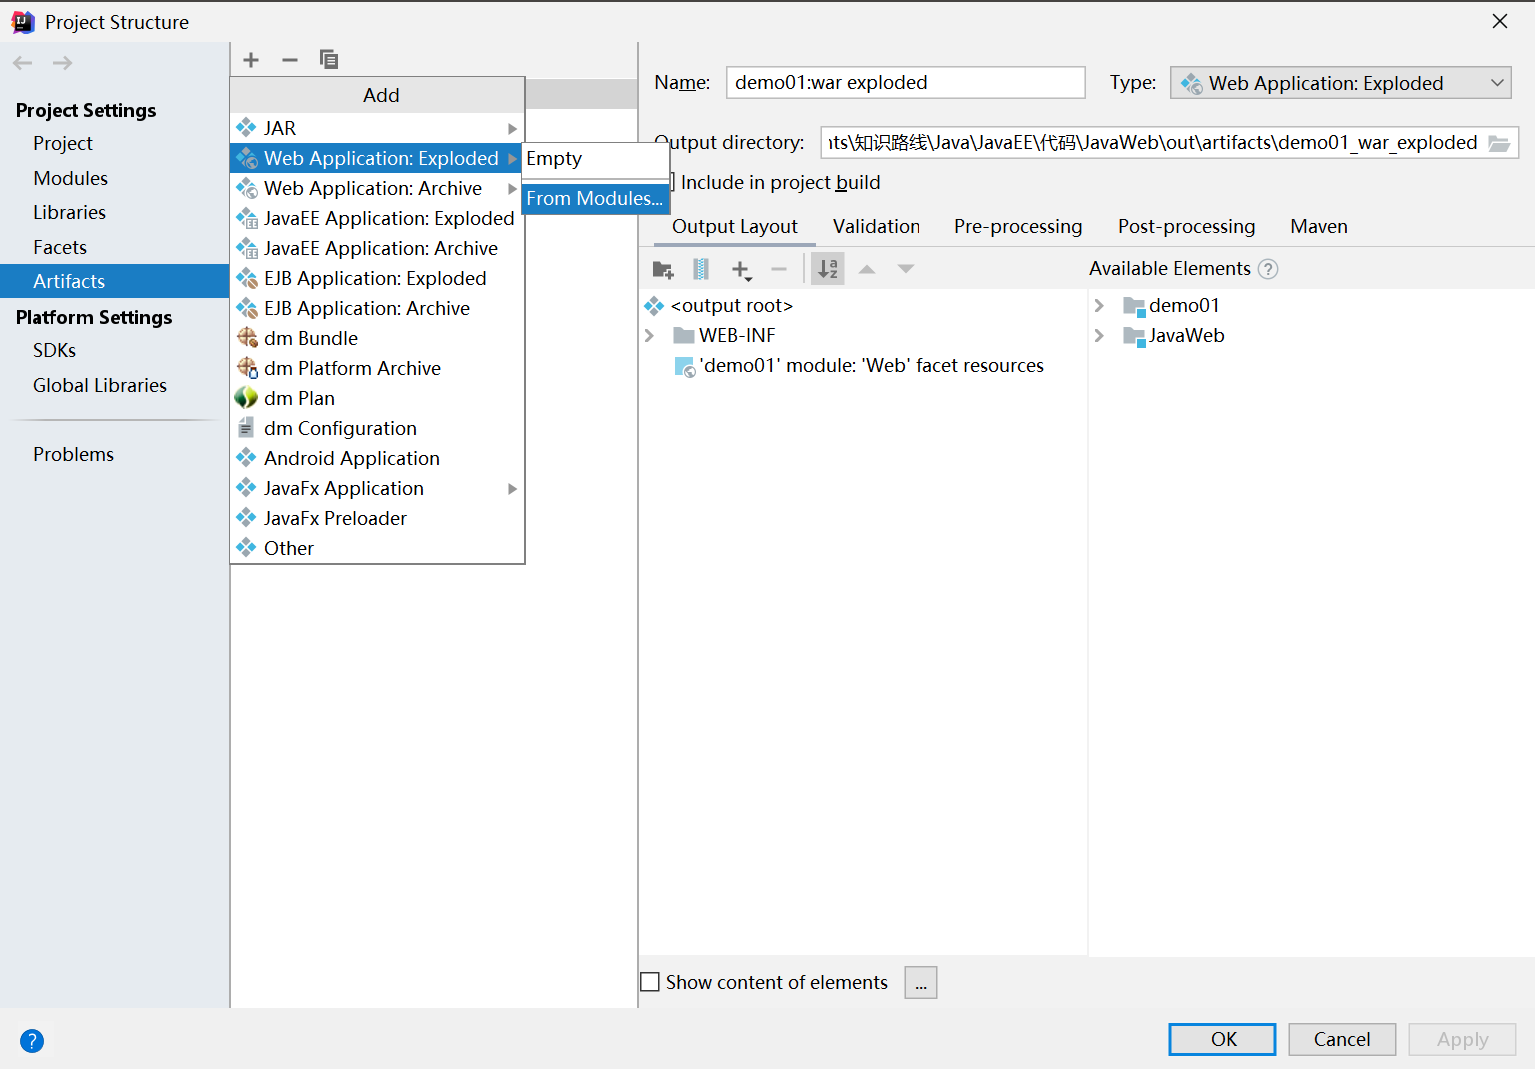 Project Structure
Project Settings
Project
Modules
Libraries
Facets
Artifacts
Platform Settings
SDKs
Global Libraries
Problems
Add
JAR
Web Application: Exploded
Web Application: Archive
JavaEE Application: Exploded
JavaEE Application: Archive
EJB Application: Exploded
EJB Application: Archive
dm Bundle
dm Platform Archive
dm Plan
dm Configuration
Android Application
JavaFx Application
JavaFx Preloader
Other
Empty
From Modules...
Name: demo01:war exploded Type: Web Application: Exploded
Output directory: ıts\知识路线\Java\JavaEE\代码\JavaWeb\out\artifacts\demo01_war_exploded
Include in project build
Output Layout Validation Pre-processing Post-processing Maven
Available Elements ?
<output root>
WEB-INF
'demo01' module: 'Web' facet resources
demo01
JavaWeb
Show content of elements ...
? OK Cancel Apply